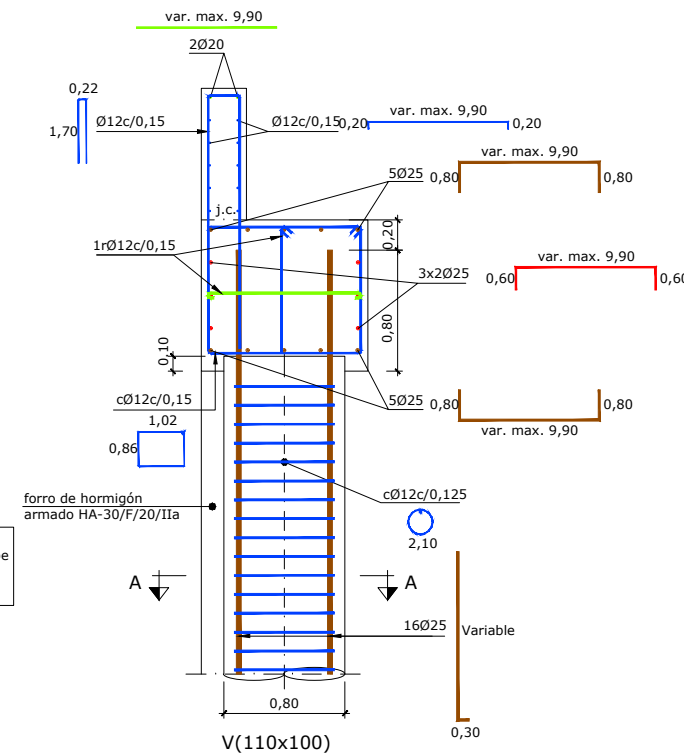 var. max. 9,90
2Ø20
0,22
1,70
Ø12c/0,15
Ø12c/0,15
0,20
var. max. 9,90
0,20
var. max. 9,90
0,80
0,80
5Ø25
j.c.
0,20
1rØ12c/0,15
var. max. 9,90
0,60
0,60
3x2Ø25
0,80
0,10
cØ12c/0,15
5Ø25
0,80
0,80
var. max. 9,90
1,02
0,86
forro de hormigón
armado HA-30/F/20/IIa
cØ12c/0,125
2,10
A
A
16Ø25
Variable
0,80
0,30
V(110x100)